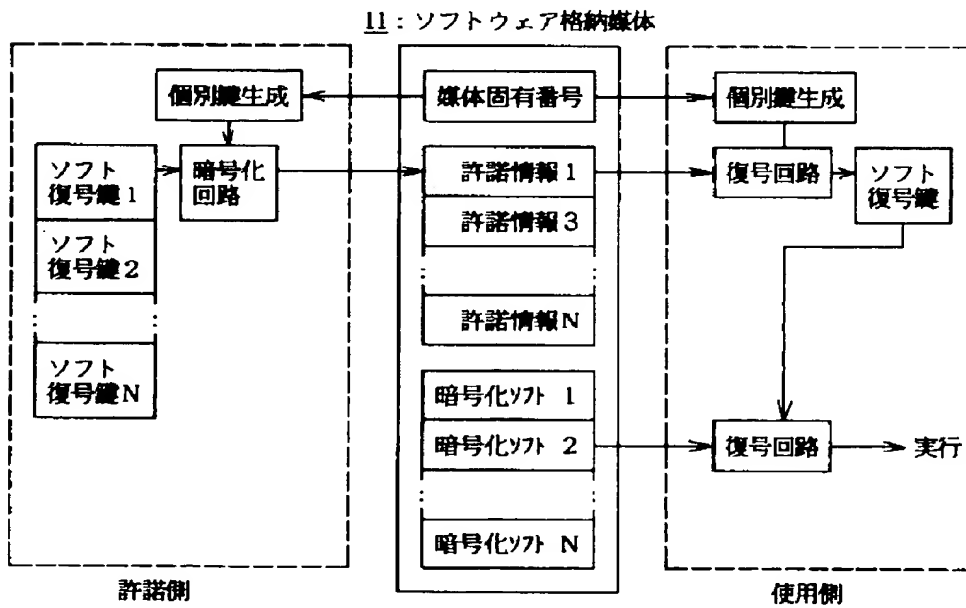 11：ソフトウェア格納媒体
個別鍵生成
媒体固有番号
個別鍵生成
ソフト
復号鍵1
暗号化
回路
許諾情報1
復号回路
ソフト
復号鍵
ソフト
復号鍵2
許諾情報3
ソフト
復号鍵N
許諾情報N
暗号化ソフト 1
暗号化ソフト 2
復号回路
実行
暗号化ソフト N
許諾側
使用側